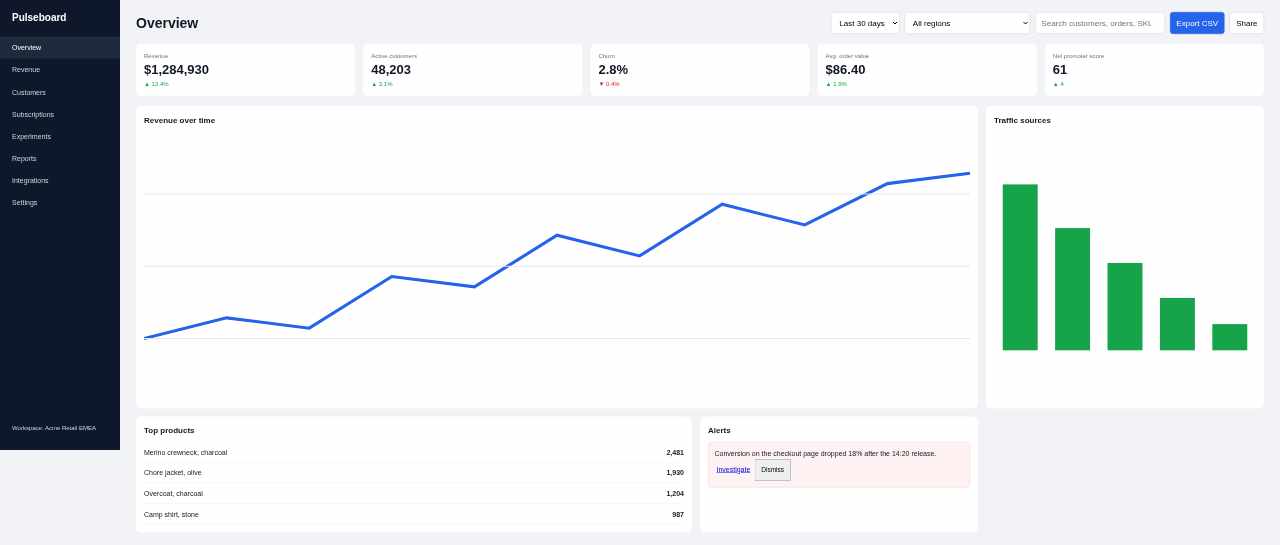 Pulseboard
Overview
Revenue
Customers
Subscriptions
Experiments
Reports
Integrations
Settings
Workspace: Acme Retail EMEA
Overview
Last 30 days
All regions
Search customers, orders, SKU
Export CSV
Share
Revenue
$1,284,930
▲ 12.4%
Active customers
48,203
▲ 3.1%
Churn
2.8%
▼ 0.4%
Avg. order value
$86.40
▲ 1.9%
Net promoter score
61
▲ 4
Revenue over time
Traffic sources
Top products
Merino crewneck, charcoal 2,481
Chore jacket, olive 1,930
Overcoat, charcoal 1,204
Camp shirt, stone 987
Alerts
Conversion on the checkout page dropped 18% after the 14:20 release.
Investigate Dismiss